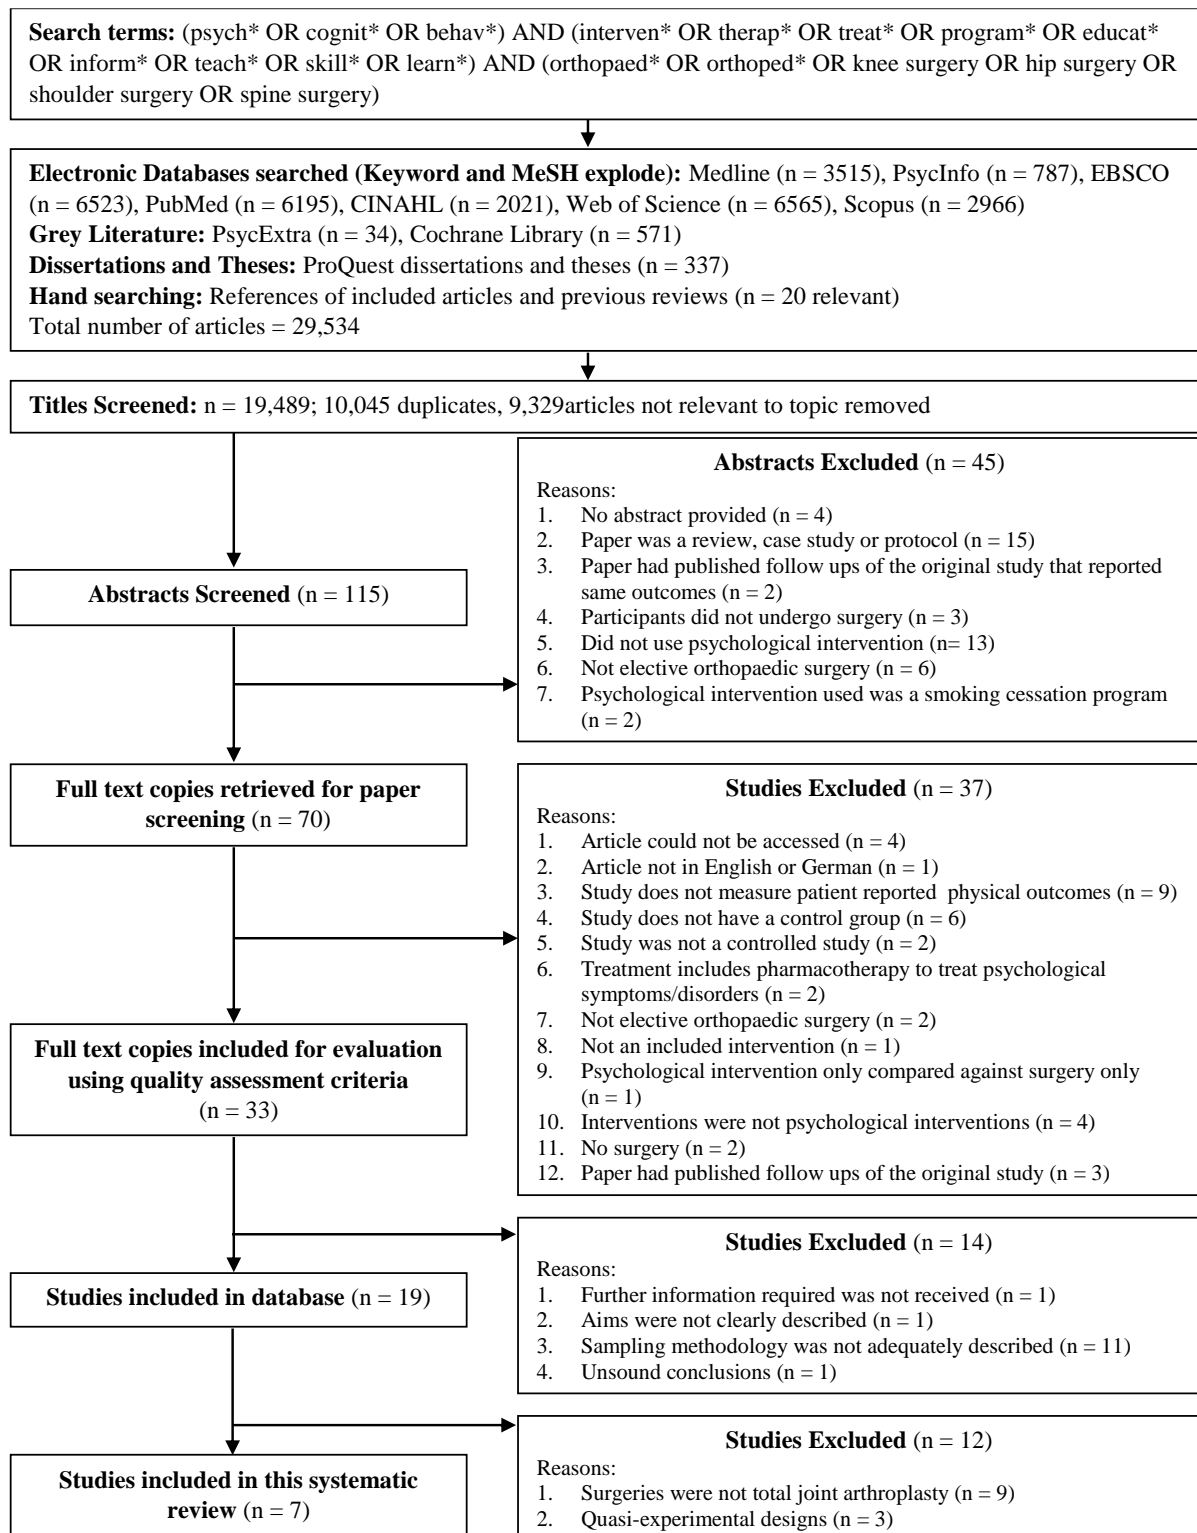 Search terms: (psych* OR cognit* OR behav*) AND (interven* OR therap* OR treat* OR program* OR educat*
OR inform* OR teach* OR skill* OR learn*) AND (orthopaed* OR orthoped* OR knee surgery OR hip surgery OR
shoulder surgery OR spine surgery)
Electronic Databases searched (Keyword and MeSH explode): Medline (n = 3515), PsycInfo (n = 787), EBSCO
(n = 6523), PubMed (n = 6195), CINAHL (n = 2021), Web of Science (n = 6565), Scopus (n = 2966)
Grey Literature: PsycExtra (n = 34), Cochrane Library (n = 571)
Dissertations and Theses: ProQuest dissertations and theses (n = 337)
Hand searching: References of included articles and previous reviews (n = 20 relevant)
Total number of articles = 29,534
Titles Screened: n = 19,489; 10,045 duplicates, 9,329articles not relevant to topic removed
Abstracts Excluded (n = 45)
Reasons:
1. No abstract provided (n = 4)
2. Paper was a review, case study or protocol (n = 15)
3. Paper had published follow ups of the original study that reported
same outcomes (n = 2)
4. Participants did not undergo surgery (n = 3)
5. Did not use psychological intervention (n= 13)
6. Not elective orthopaedic surgery (n = 6)
7. Psychological intervention used was a smoking cessation program
(n = 2)
Abstracts Screened (n = 115)
Full text copies retrieved for paper
screening (n = 70)
Studies Excluded (n = 37)
Reasons:
1. Article could not be accessed (n = 4)
2. Article not in English or German (n = 1)
3. Study does not measure patient reported physical outcomes (n = 9)
4. Study does not have a control group (n = 6)
5. Study was not a controlled study (n = 2)
6. Treatment includes pharmacotherapy to treat psychological
symptoms/disorders (n = 2)
7. Not elective orthopaedic surgery (n = 2)
8. Not an included intervention (n = 1)
9. Psychological intervention only compared against surgery only
(n = 1)
10. Interventions were not psychological interventions (n = 4)
11. No surgery (n = 2)
12. Paper had published follow ups of the original study (n = 3)
Full text copies included for evaluation
using quality assessment criteria
(n = 33)
Studies Excluded (n = 14)
Reasons:
1. Further information required was not received (n = 1)
2. Aims were not clearly described (n = 1)
3. Sampling methodology was not adequately described (n = 11)
4. Unsound conclusions (n = 1)
Studies included in database (n = 19)
Studies Excluded (n = 12)
Reasons:
1. Surgeries were not total joint arthroplasty (n = 9)
2. Quasi-experimental designs (n = 3)
Studies included in this systematic
review (n = 7)